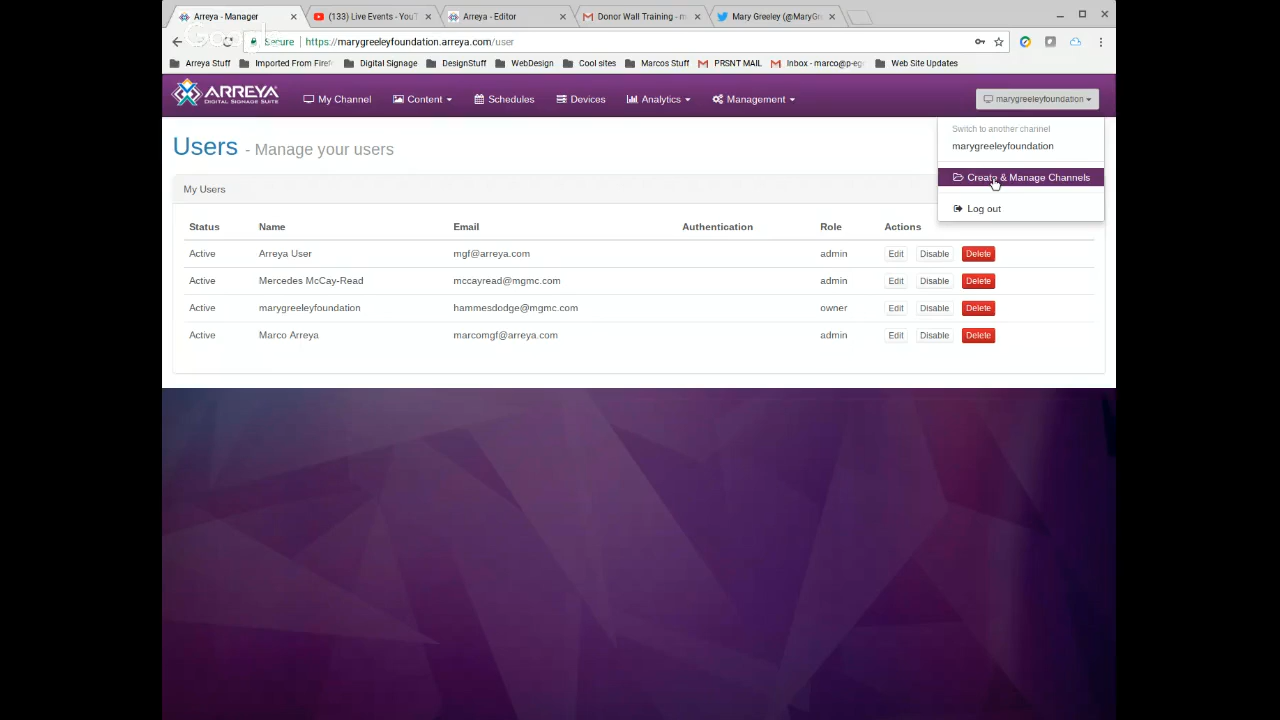 Arreya - Manager
(133) Live Events - YouT
Arreya - Editor
Donor Wall Training - m
Mary Greeley (@MaryGr
Google
Secure
https://marygreeleyfoundation.arreya.com/user
Arreya Stuff
Imported From Firef
Digital Signage
DesignStuff
WebDesign
Cool sites
Marcos Stuff
PRSNT MAIL
Inbox - marco@p-eg
Web Site Updates
ARREYA
DIGITAL SIGNAGE SUITE
My Channel
Content
Schedules
Devices
Analytics
Management
marygreeleyfoundation
Switch to another channel
marygreeleyfoundation
Create & Manage Channels
Log out
Users - Manage your users
My Users
Status Name Email Authentication Role Actions
Active Arreya User mgf@arreya.com admin Edit Disable Delete
Active Mercedes McCay-Read mccayread@mgmc.com admin Edit Disable Delete
Active marygreeleyfoundation hammesdodge@mgmc.com owner Edit Disable Delete
Active Marco Arreya marcomgf@arreya.com admin Edit Disable Delete